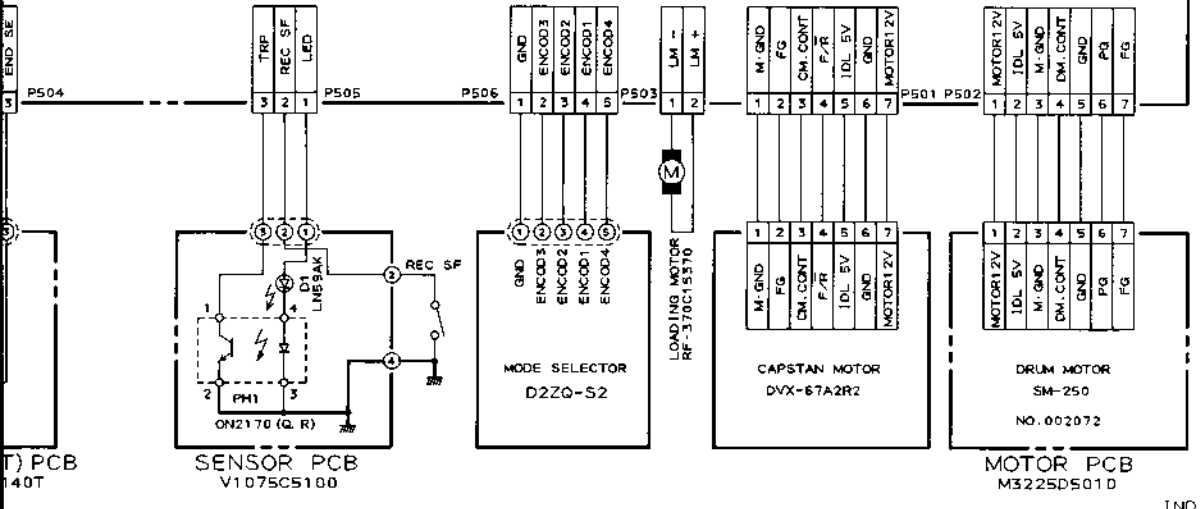 END SE
3
P504
TRP
REC SF
LED
3 2 1
P505
P506
GND
ENCOD3
ENCOD2
ENCOD1
ENCOD4
1 2 3 4 5
P503
LM -
LM +
1 2
M
LOADING MOTOR
RF-370C15370
M·GND
FG
CM.CONT
F/R
IDL 5V
GND
MOTOR12V
1 2 3 4 5 6 7
P501
P502
MOTOR12V
IDL 5V
M·GND
DM.CONT
GND
PG
FG
1 2 3 4 5 6 7
3 2 1
D1
LN59AK
2
REC SF
1
4
4
2
PH1
3
ON2170(Q.R)
SENSOR PCB
V1075C5100
1 2 3 4 5
GND
ENCOD3
ENCOD2
ENCOD1
ENCOD4
MODE SELECTOR
D2ZQ-S2
1 2 3 4 5 6 7
M·GND
FG
CM.CONT
F/R
IDL 5V
GND
MOTOR12V
CAPSTAN MOTOR
DVX-67A2R2
1 2 3 4 5 6 7
MOTOR12V
IDL 5V
M·GND
DM.CONT
GND
PG
FG
DRUM MOTOR
SM-250
NO.002072
MOTOR PCB
M3225D501D
T) PCB
140T